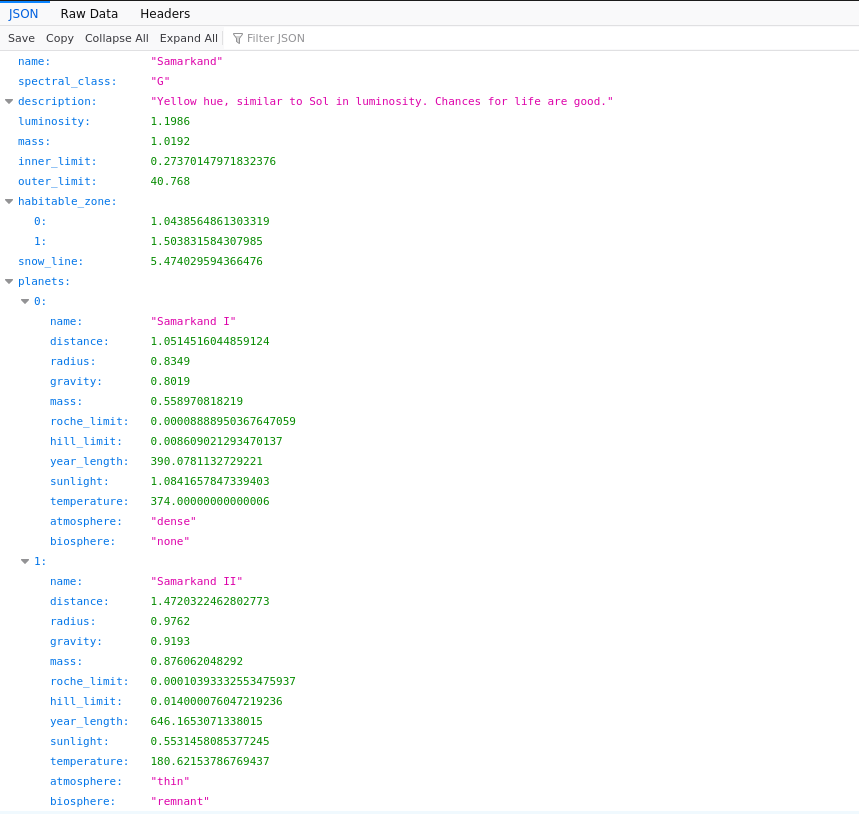 JSON Raw Data Headers
Save Copy Collapse All Expand All Filter JSON
name: "Samarkand"
spectral_class: "G"
description: "Yellow hue, similar to Sol in luminosity. Chances for life are good."
luminosity: 1.1986
mass: 1.0192
inner_limit: 0.27370147971832376
outer_limit: 40.768
habitable_zone:
0: 1.0438564861303319
1: 1.503831584307985
snow_line: 5.474029594366476
planets:
0:
name: "Samarkand I"
distance: 1.0514516044859124
radius: 0.8349
gravity: 0.8019
mass: 0.558970818219
roche_limit: 0.00008888950367647059
hill_limit: 0.008609021293470137
year_length: 390.0781132729221
sunlight: 1.0841657847339403
temperature: 374.00000000000006
atmosphere: "dense"
biosphere: "none"
1:
name: "Samarkand II"
distance: 1.4720322462802773
radius: 0.9762
gravity: 0.9193
mass: 0.876062048292
roche_limit: 0.00010393332553475937
hill_limit: 0.014000076047219236
year_length: 646.1653071338015
sunlight: 0.5531458085377245
temperature: 180.62153786769437
atmosphere: "thin"
biosphere: "remnant"